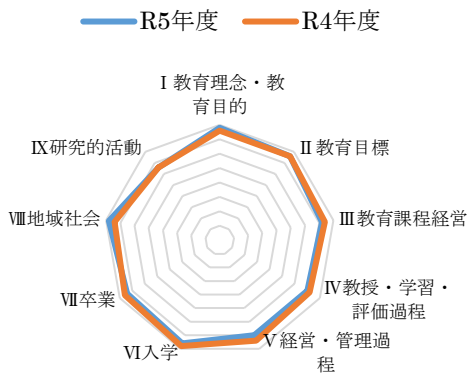 R5年度 R4年度
Ⅰ教育理念・教
育目的
Ⅱ教育目標
Ⅲ教育課程経営
Ⅳ教授・学習・
評価過程
Ⅴ経営・管理過
程
Ⅵ入学
Ⅶ卒業
Ⅷ地域社会
Ⅸ研究的活動